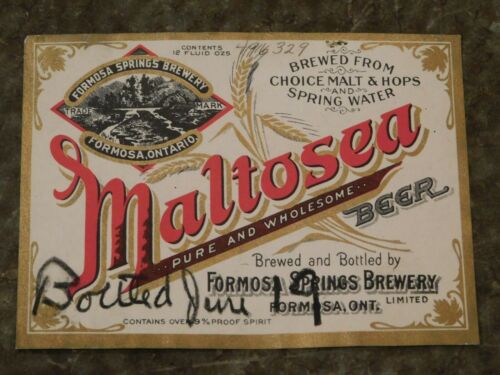 CONTENTS
12 FLUID OZS
496329
FORMOSA SPRINGS BREWERY
TRADE MARK
FORMOSA, ONTARIO
BREWED FROM
CHOICE MALT & HOPS
AND
SPRING WATER
Maltosea
PURE AND WHOLESOME
BEER
Brewed and Bottled by
FORMOSA SPRINGS BREWERY
LIMITED
FORMOSA, ONT.
Bottled June 19
CONTAINS OVER 9% PROOF SPIRIT